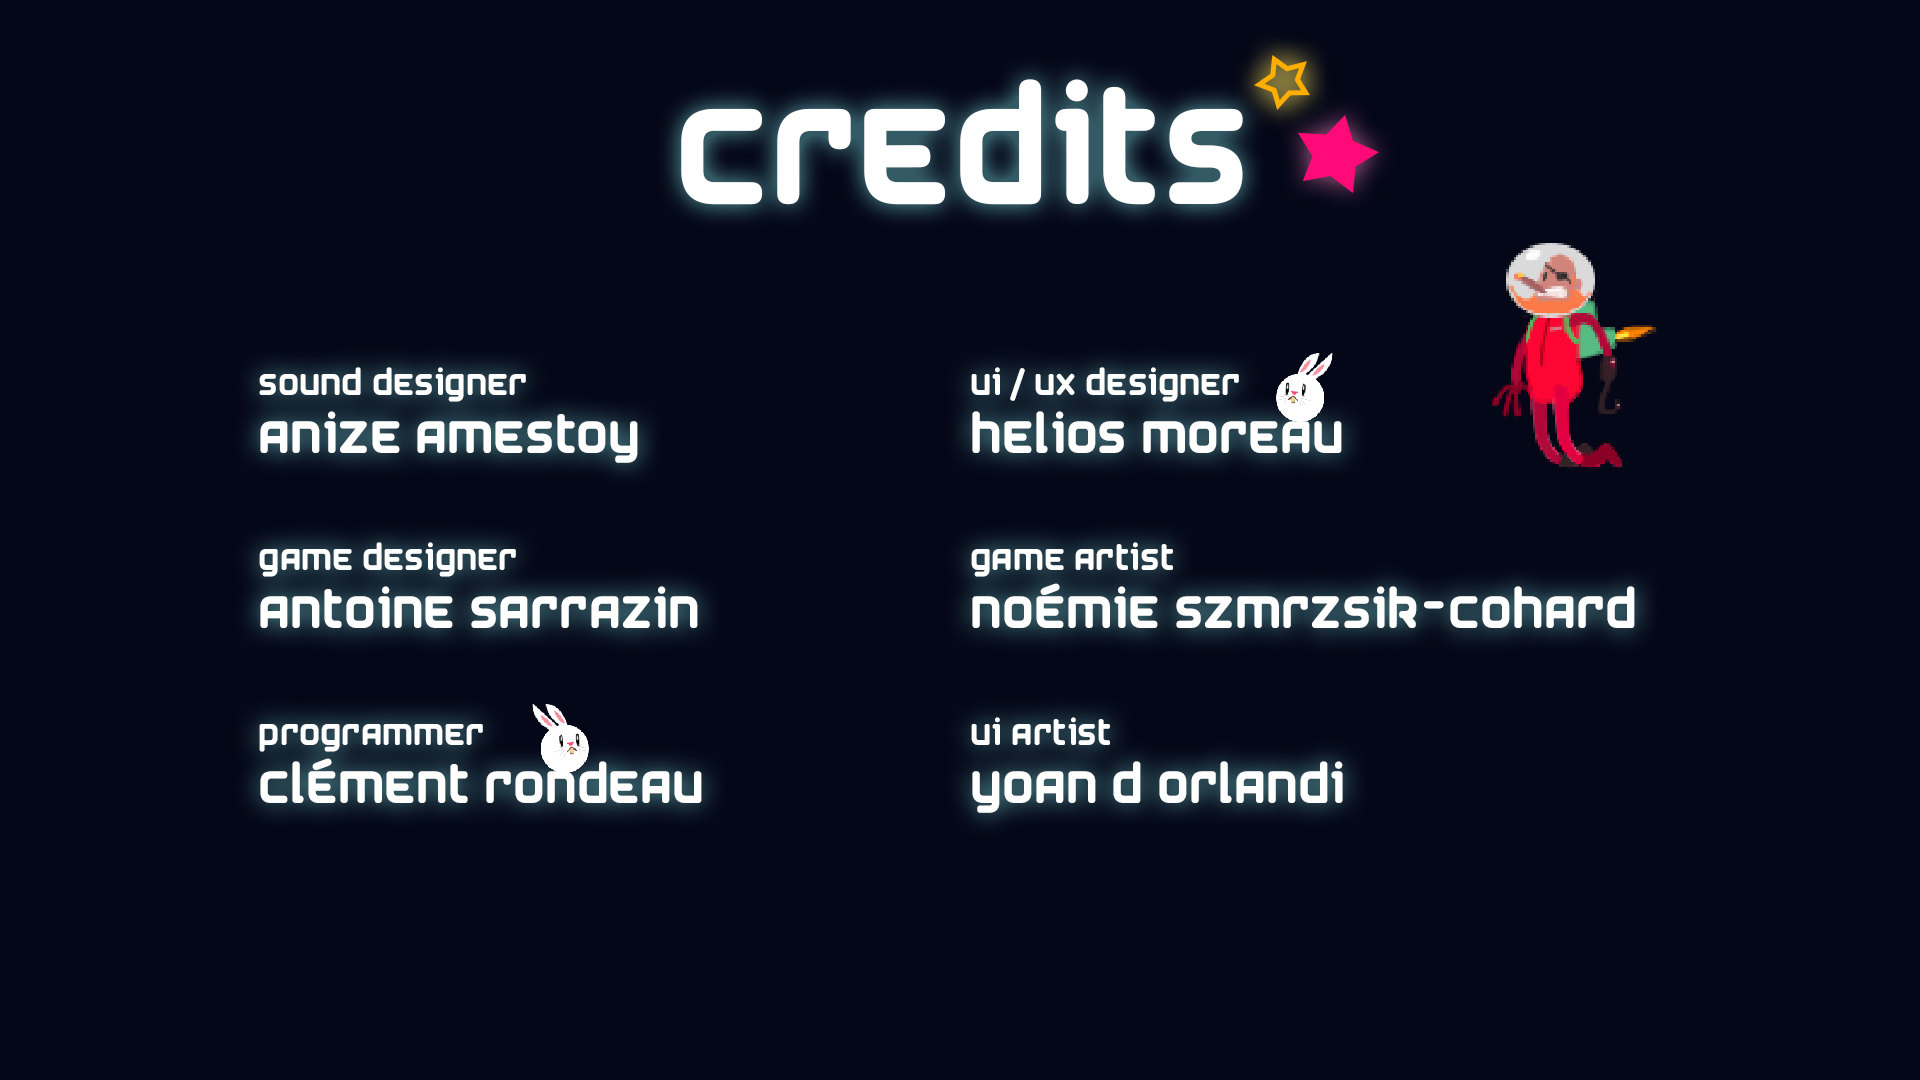 credits
sound designer
anize amestoy
ui / ux designer
helios moreau
game designer
antoine sarrazin
game artist
noémie szmrzsik-cohard
programmer
clément rondeau
ui artist
yoan d orlandi